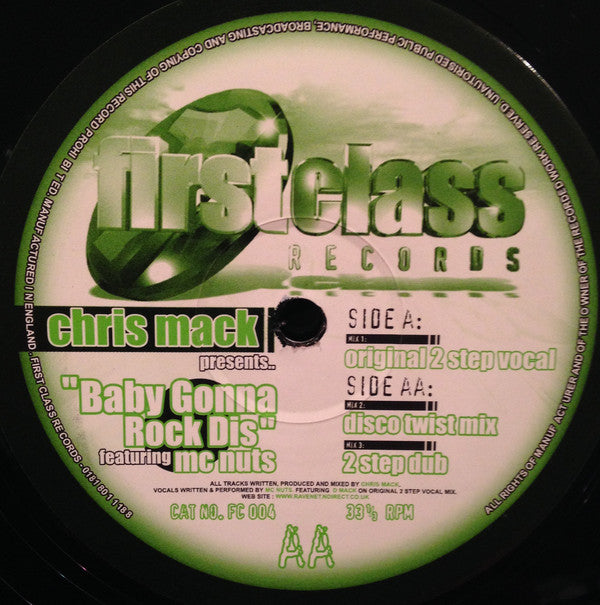 ALL RIGHTS OF MANUFACTURER AND OF THE OWNER OF THE RECORDED WORK RESERVED. UNAUTORISED PUBLIC PERFORMANCE, BROADCASTING AND COPYING OF THIS RECORD PROHIBITED. MANUFACTURED IN ENGLAND. FIRST CLASS RECORDS -
firstclass
RECORDS
chris mack
presents..
"Baby Gonna
Rock Dis"
featuring mc nuts
SIDE A:
MIX 1:
original 2 step vocal
SIDE AA:
MIX 2:
disco twist mix
MIX 3:
2 step dub
ALL TRACKS WRITTEN, PRODUCED AND MIXED BY CHRIS MACK.
VOCALS WRITTEN & PERFORMED BY MC NUTS. FEATURING D MACK ON ORIGINAL 2 STEP VOCAL MIX.
WEB SITE : WWW.RAVENETNDIRECT.CO.UK
CAT NO. FC 004
33⅓ RPM
AA